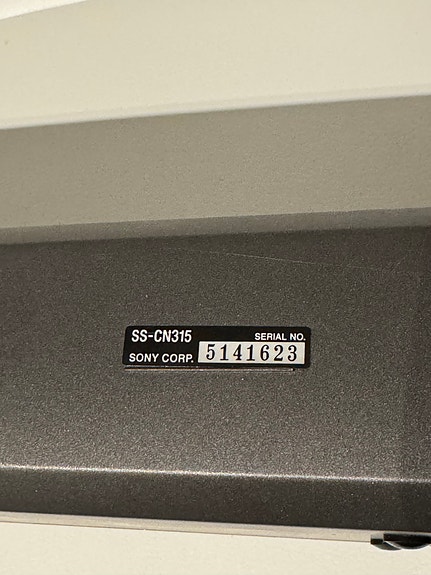 SS-CN315 SERIAL NO.
SONY CORP. 5141623